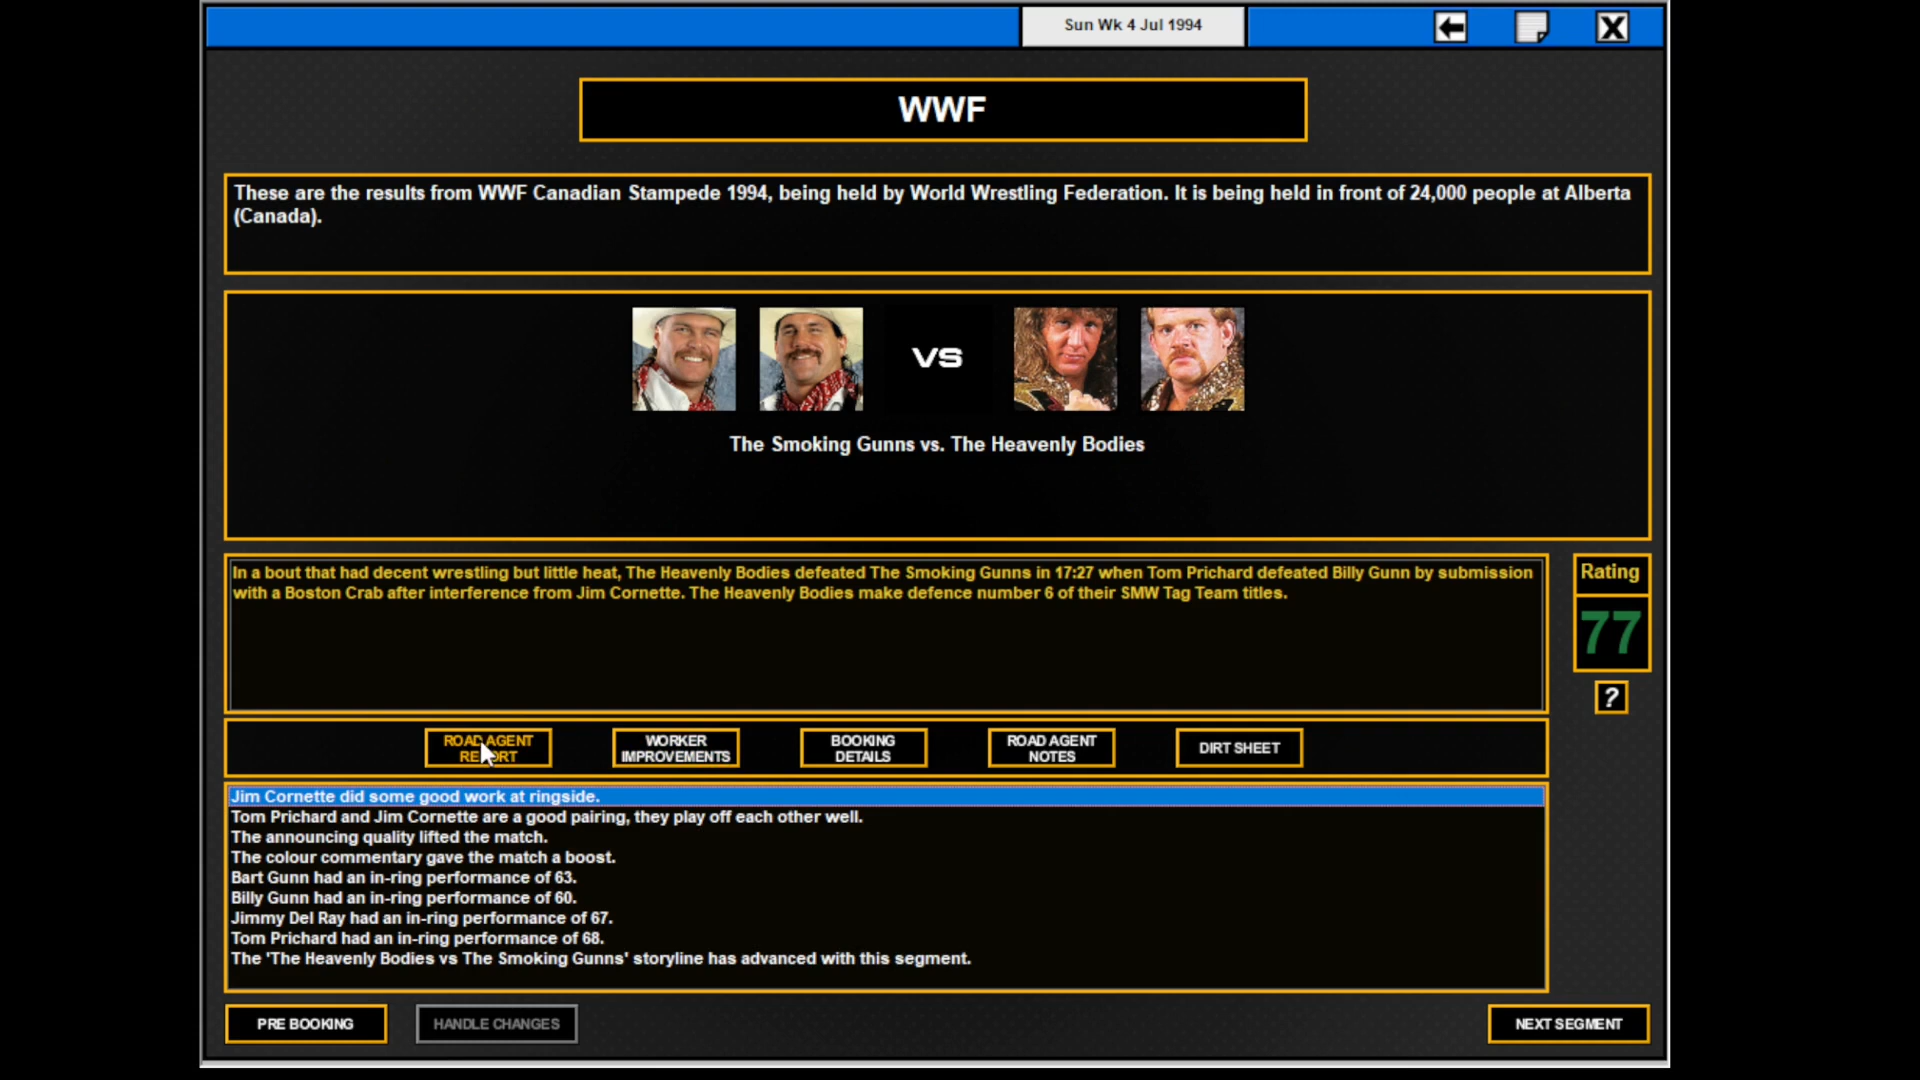 Sun Wk 4 Jul 1994
WWF
These are the results from WWF Canadian Stampede 1994, being held by World Wrestling Federation. It is being held in front of 24,000 people at Alberta
(Canada).
VS
The Smoking Gunns vs. The Heavenly Bodies
In a bout that had decent wrestling but little heat, The Heavenly Bodies defeated The Smoking Gunns in 17:27 when Tom Prichard defeated Billy Gunn by submission
with a Boston Crab after interference from Jim Cornette. The Heavenly Bodies make defence number 6 of their SMW Tag Team titles.
Rating
77
?
ROAD AGENT
REPORT
WORKER
IMPROVEMENTS
BOOKING
DETAILS
ROAD AGENT
NOTES
DIRT SHEET
Jim Cornette did some good work at ringside.
Tom Prichard and Jim Cornette are a good pairing, they play off each other well.
The announcing quality lifted the match.
The colour commentary gave the match a boost.
Bart Gunn had an in-ring performance of 63.
Billy Gunn had an in-ring performance of 60.
Jimmy Del Ray had an in-ring performance of 67.
Tom Prichard had an in-ring performance of 68.
The 'The Heavenly Bodies vs The Smoking Gunns' storyline has advanced with this segment.
PRE BOOKING
HANDLE CHANGES
NEXT SEGMENT